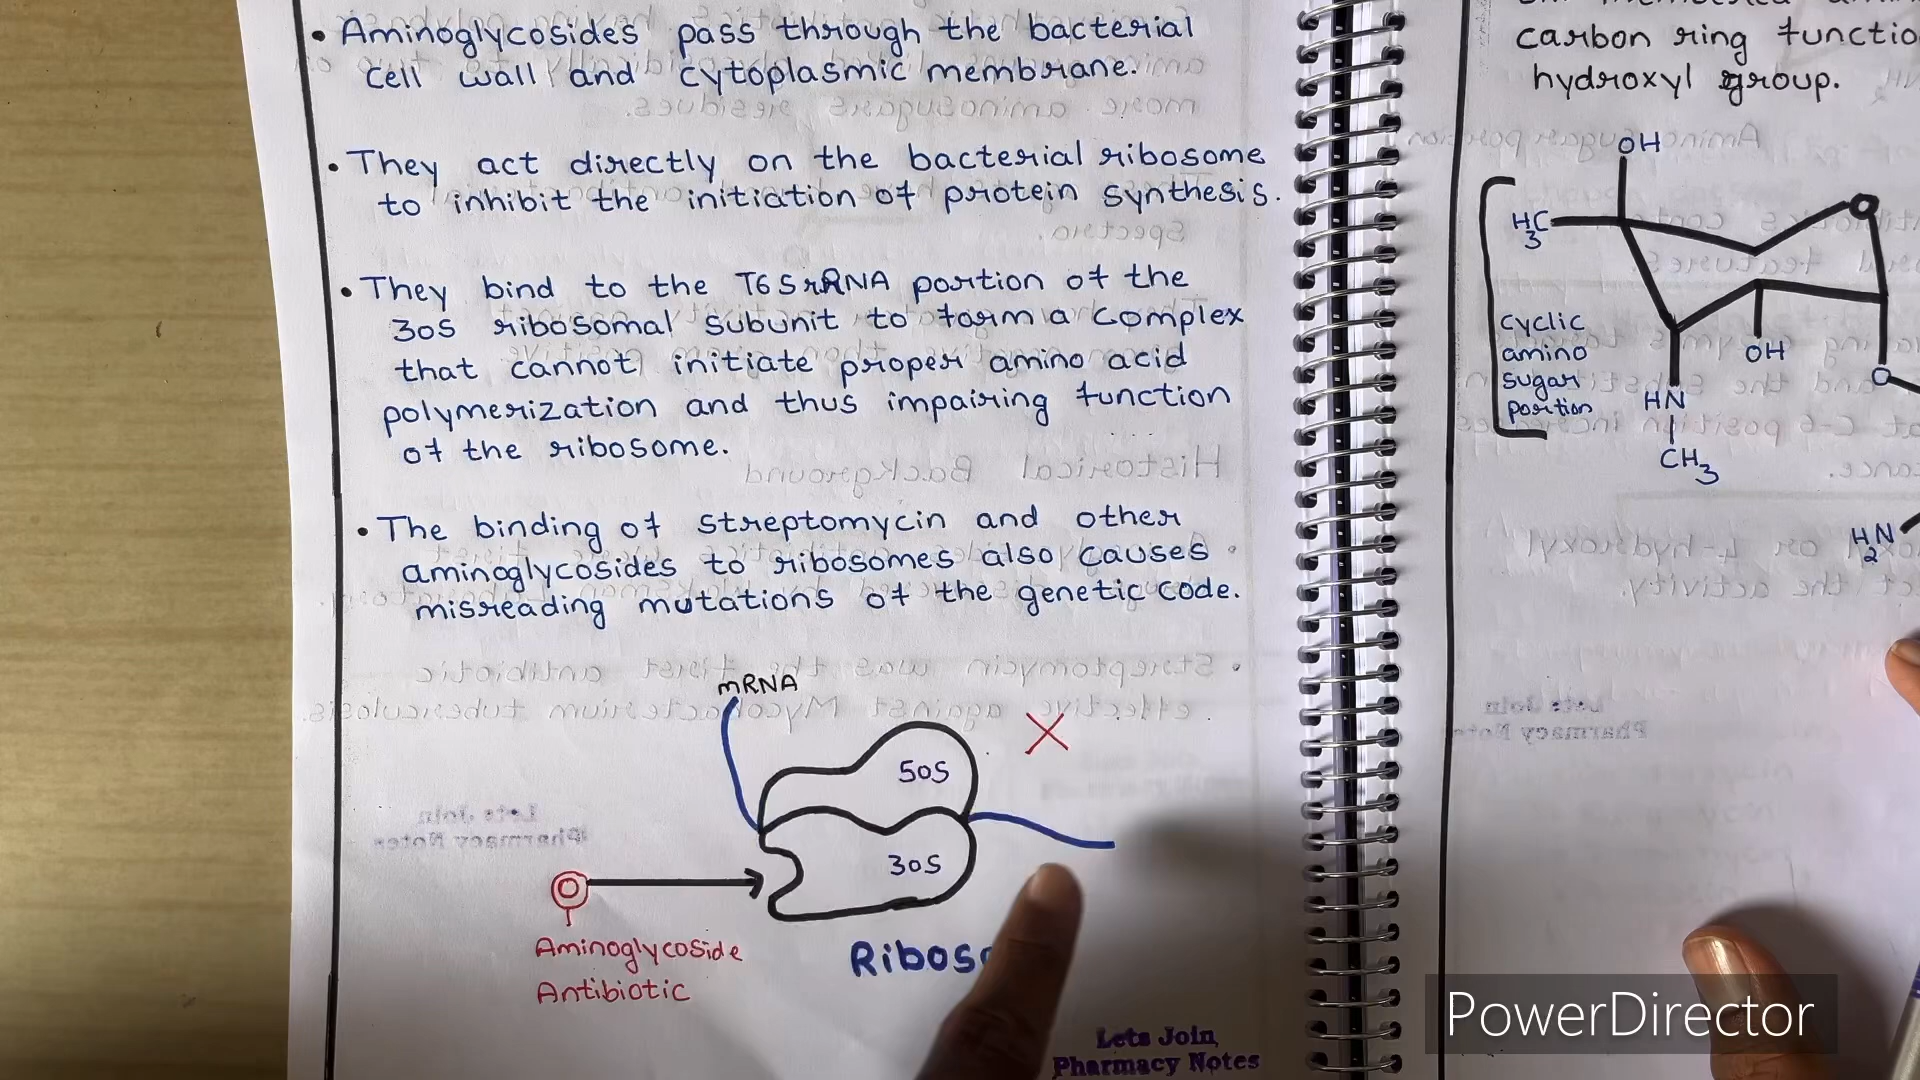 • Aminoglycosides pass through the bacterial
cell wall and cytoplasmic membrane.
• They act directly on the bacterial ribosome
to inhibit the initiation of protein synthesis.
• They bind to the T6SrRNA portion of the
30S ribosomal subunit to form a complex
that cannot initiate proper amino acid
polymerization and thus impairing function
of the ribosome.
• The binding of streptomycin and other
aminoglycosides to ribosomes also causes
misreading mutations of the genetic code.
mRNA
50S
30S
Aminoglycoside
Antibiotic
Ribos
Lets Join
Pharmacy Notes
carbon ring functio
hydroxyl group.
OH
H3C
O
cyclic
amino
sugar
portion
OH
HN
CH3
O
H2N
PowerDirector